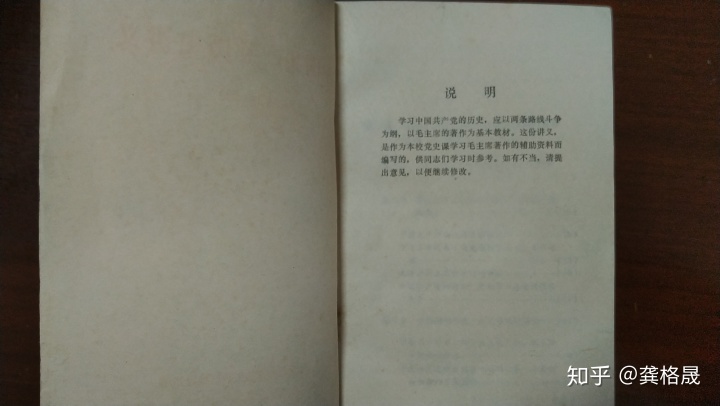 说 明
学习中国共产党的历史，应以两条路线斗争
为纲，以毛主席的著作为基本教材。这份讲义，
是作为本校党史课学习毛主席著作的辅助资料而
编写的，供同志们学习时参考。如有不当，请提
出意见，以便继续修改。
知乎 @龚格晟